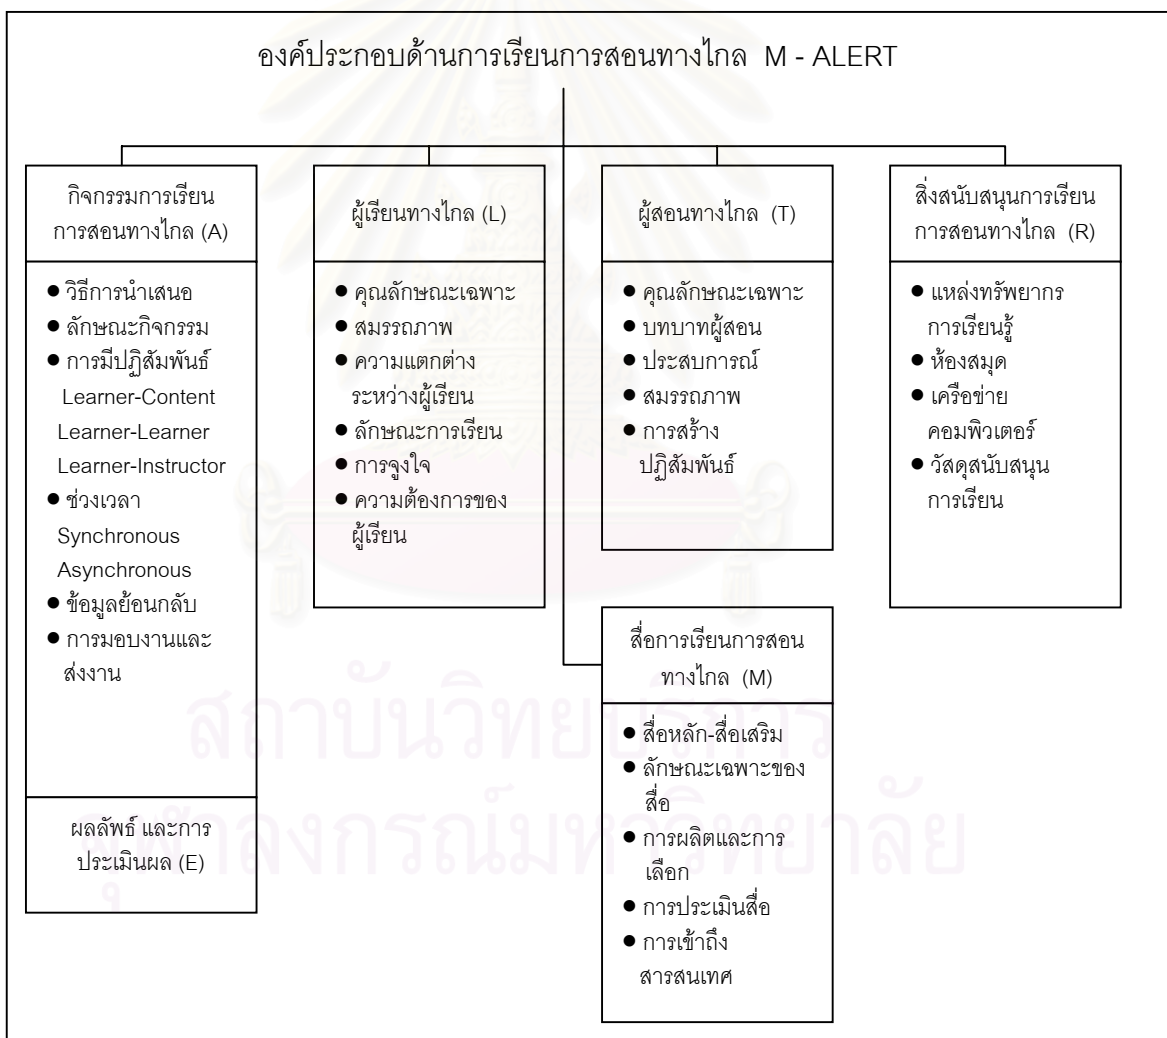 องค์ประกอบด้านการเรียนการสอนทางไกล M - ALERT
กิจกรรมการเรียน
การสอนทางไกล (A)
● วิธีการนำเสนอ
● ลักษณะกิจกรรม
● การมีปฏิสัมพันธ์
Learner-Content
Learner-Learner
Learner-Instructor
● ช่วงเวลา
Synchronous
Asynchronous
● ข้อมูลย้อนกลับ
● การมอบงานและ
ส่งงาน
ผลลัพธ์ และการ
ประเมินผล (E)
ผู้เรียนทางไกล (L)
● คุณลักษณะเฉพาะ
● สมรรถภาพ
● ความแตกต่าง
ระหว่างผู้เรียน
● ลักษณะการเรียน
● การจูงใจ
● ความต้องการของ
ผู้เรียน
ผู้สอนทางไกล (T)
● คุณลักษณะเฉพาะ
● บทบาทผู้สอน
● ประสบการณ์
● สมรรถภาพ
● การสร้าง
ปฏิสัมพันธ์
สื่อการเรียนการสอน
ทางไกล (M)
● สื่อหลัก-สื่อเสริม
● ลักษณะเฉพาะของ
สื่อ
● การผลิตและการ
เลือก
● การประเมินสื่อ
● การเข้าถึง
สารสนเทศ
สิ่งสนับสนุนการเรียน
การสอนทางไกล (R)
● แหล่งทรัพยากร
การเรียนรู้
● ห้องสมุด
● เครือข่าย
คอมพิวเตอร์
● วัสดุสนับสนุน
การเรียน
สถาบันวิทยบริการ
จุฬาลงกรณ์มหาวิทยาลัย